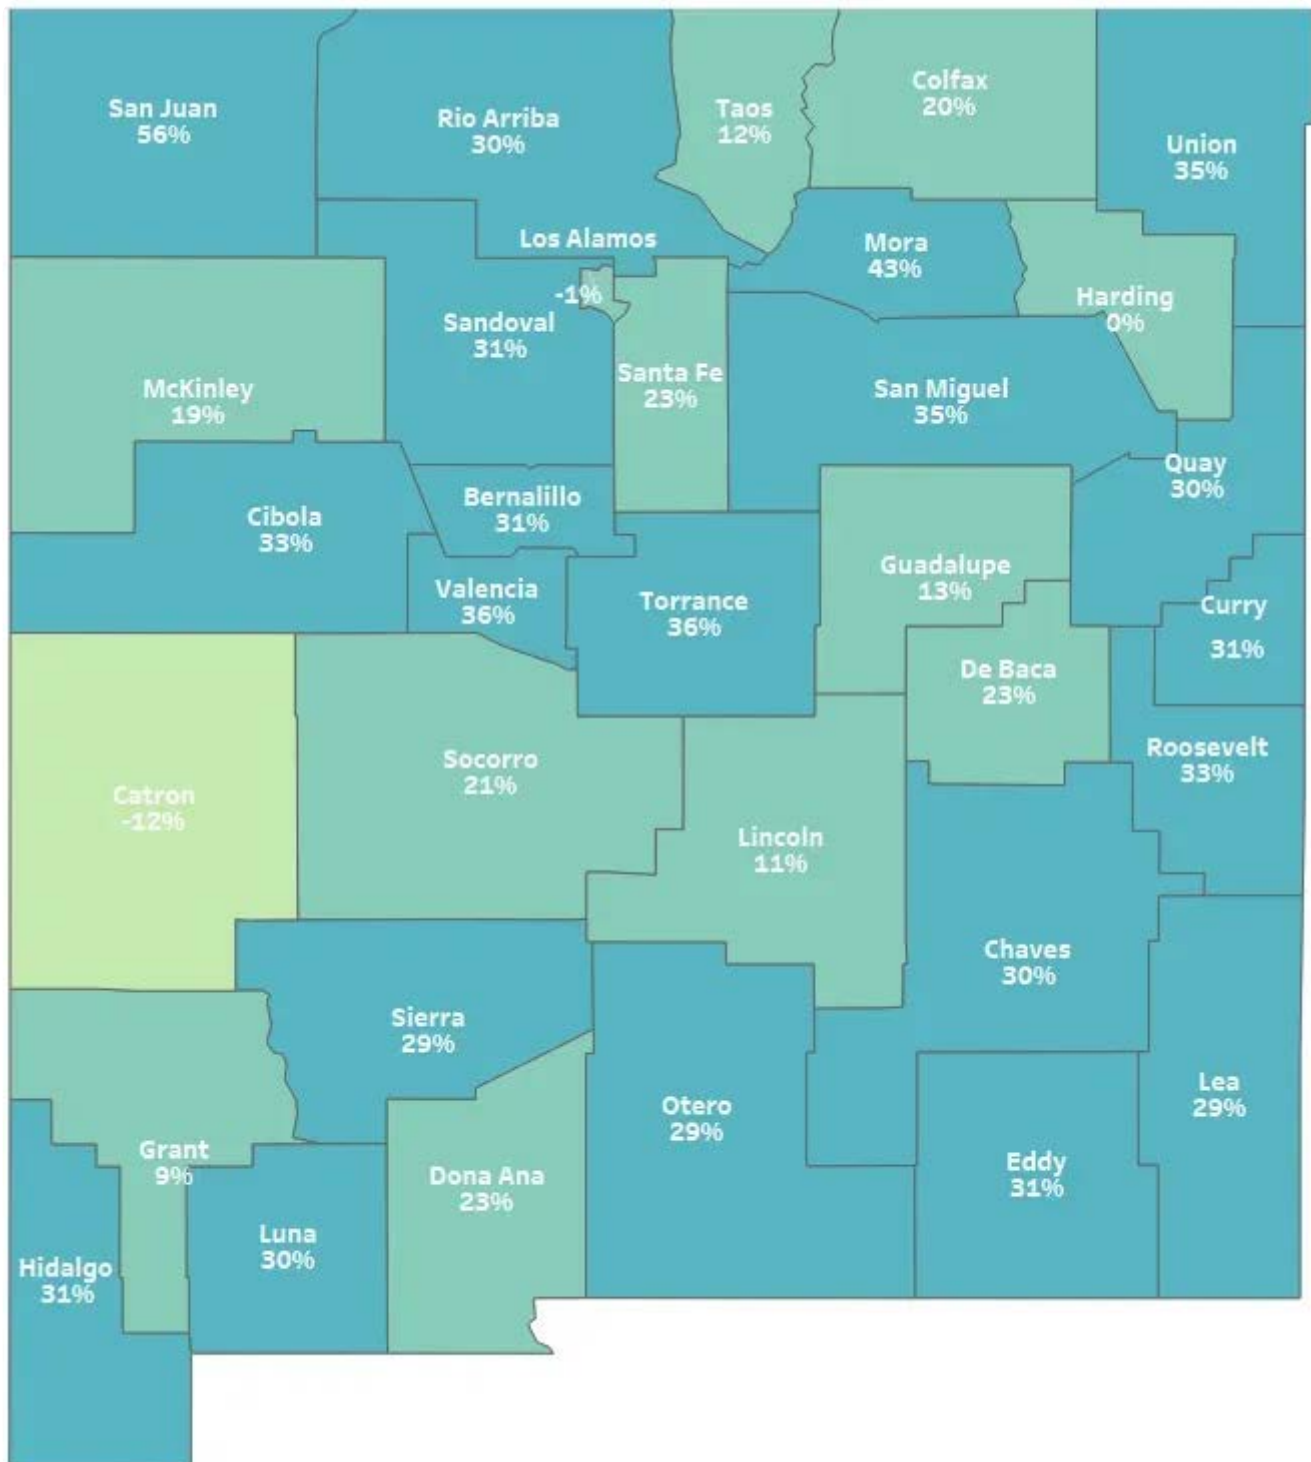 San Juan
56%
Rio Arriba
30%
Taos
12%
Colfax
20%
Union
35%
Los Alamos
-1%
Mora
43%
Harding
0%
Sandoval
31%
Santa Fe
23%
San Miguel
35%
McKinley
19%
Quay
30%
Cibola
33%
Bernalillo
31%
Valencia
36%
Torrance
36%
Guadalupe
13%
Curry
31%
De Baca
23%
Roosevelt
33%
Catron
-12%
Socorro
21%
Lincoln
11%
Chaves
30%
Sierra
29%
Otero
29%
Lea
29%
Grant
9%
Dona Ana
23%
Eddy
31%
Luna
30%
Hidalgo
31%